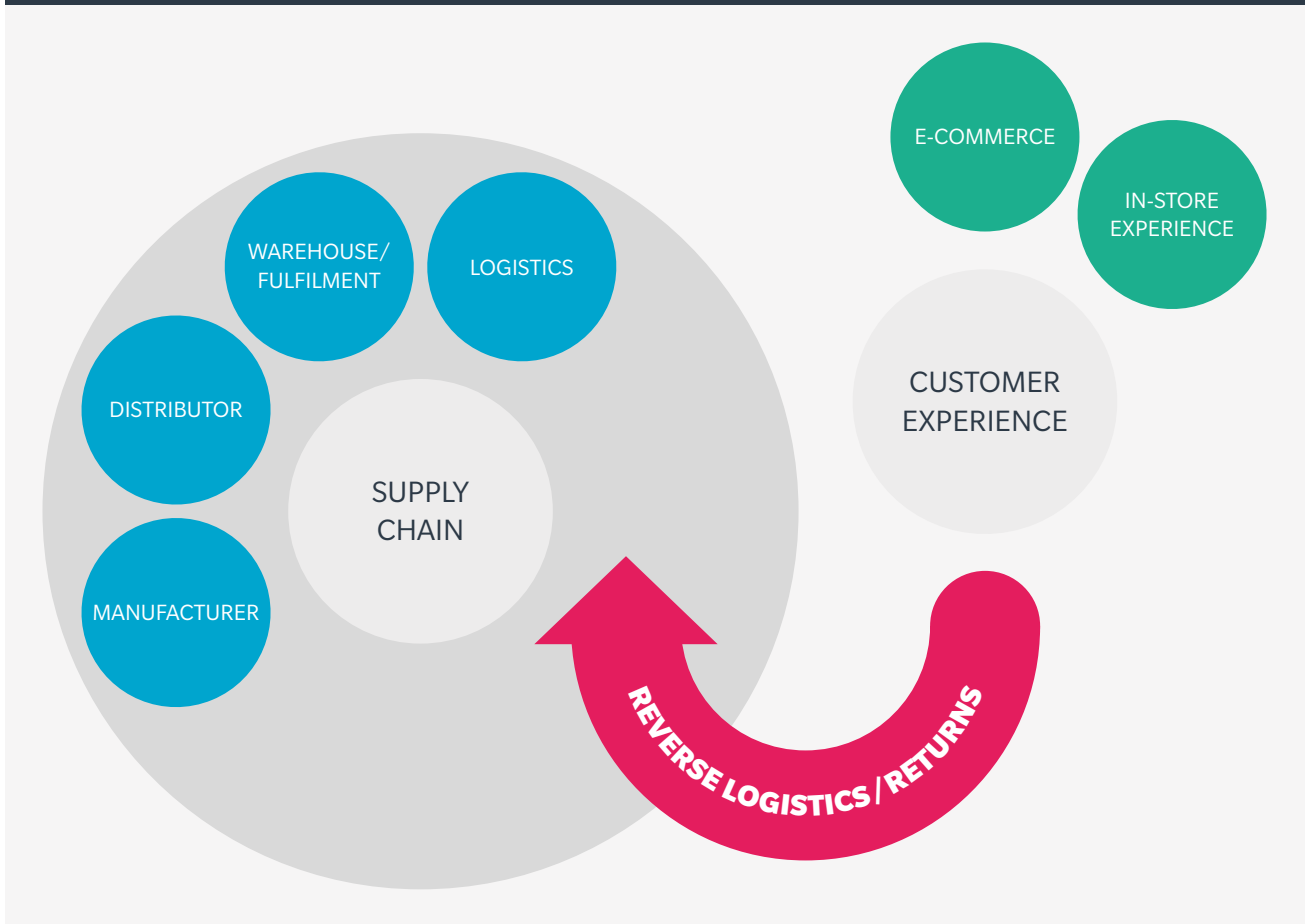 E-COMMERCE
IN-STORE
EXPERIENCE
WAREHOUSE/
FULFILMENT
LOGISTICS
DISTRIBUTOR
CUSTOMER
EXPERIENCE
SUPPLY
CHAIN
MANUFACTURER
REVERSE LOGISTICS / RETURNS